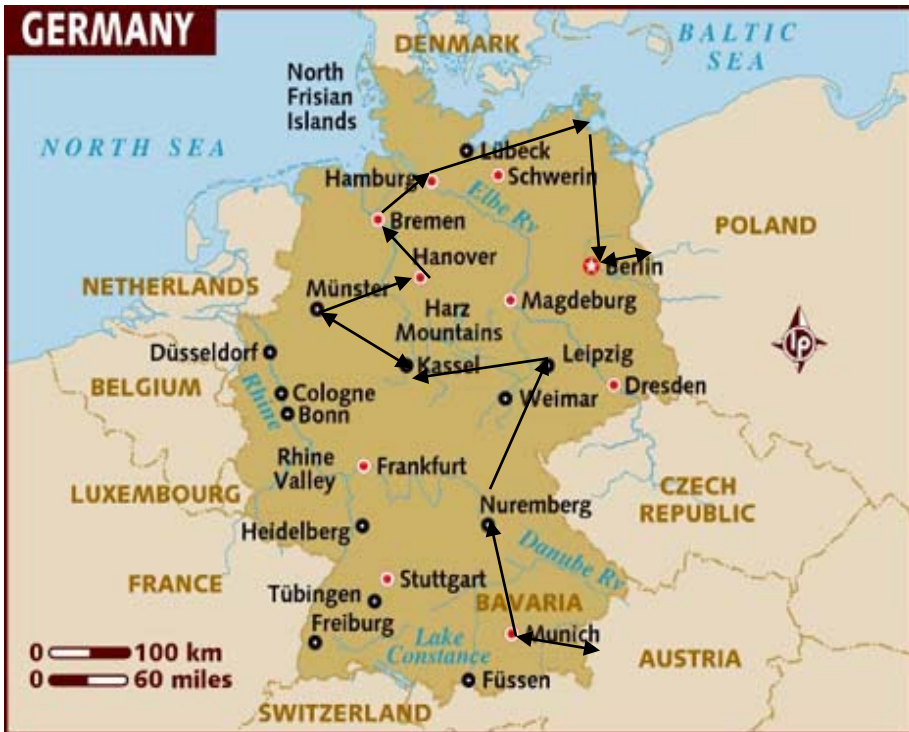 GERMANY
DENMARK
BALTIC
SEA
North
Frisian
Islands
NORTH SEA
Lübeck
Hamburg
Schwerin
Elbe Rv
Bremen
POLAND
Hanover
Berlin
NETHERLANDS
Münster
Magdeburg
Harz
Mountains
lp
Düsseldorf
Kassel
Leipzig
BELGIUM
Dresden
Cologne
Weimar
Rhine
Bonn
Rhine
Valley
Frankfurt
LUXEMBOURG
CZECH
REPUBLIC
Nuremberg
Heidelberg
Danube Rv
FRANCE
Stuttgart
Tübingen
BAVARIA
Freiburg
Munich
Lake
Constance
0 100 km
0 60 miles
AUSTRIA
Füssen
SWITZERLAND